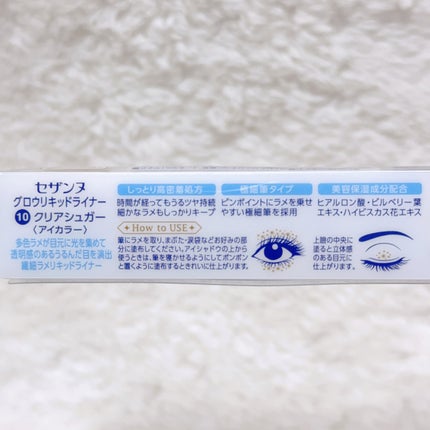 セザンヌ
グロウリキッドライナー
10 クリアシュガー
〈アイカラー〉
多色ラメが目元に光を集めて
透明感のあるうるんだ目を演出
繊細ラメリキッドライナー
しっとり高密着処方
時間が経ってもうるツヤ持続
細かなラメもしっかりキープ
極細筆タイプ
ピンポイントにラメを乗せ
やすい極細筆を採用
美容保湿成分配合
ヒアルロン酸・ビルベリー葉
エキス・ハイビスカス花エキス
How to USE
筆にラメを取り、まぶた・涙袋などお好みの部
分に塗布してください。アイシャドウの上から
使うときは、筆を寝かせるようにしてポンポン
と置くように塗布するときれいに仕上がります。
上眼の中央に
塗ると立体感
のある目元に
仕上がります。